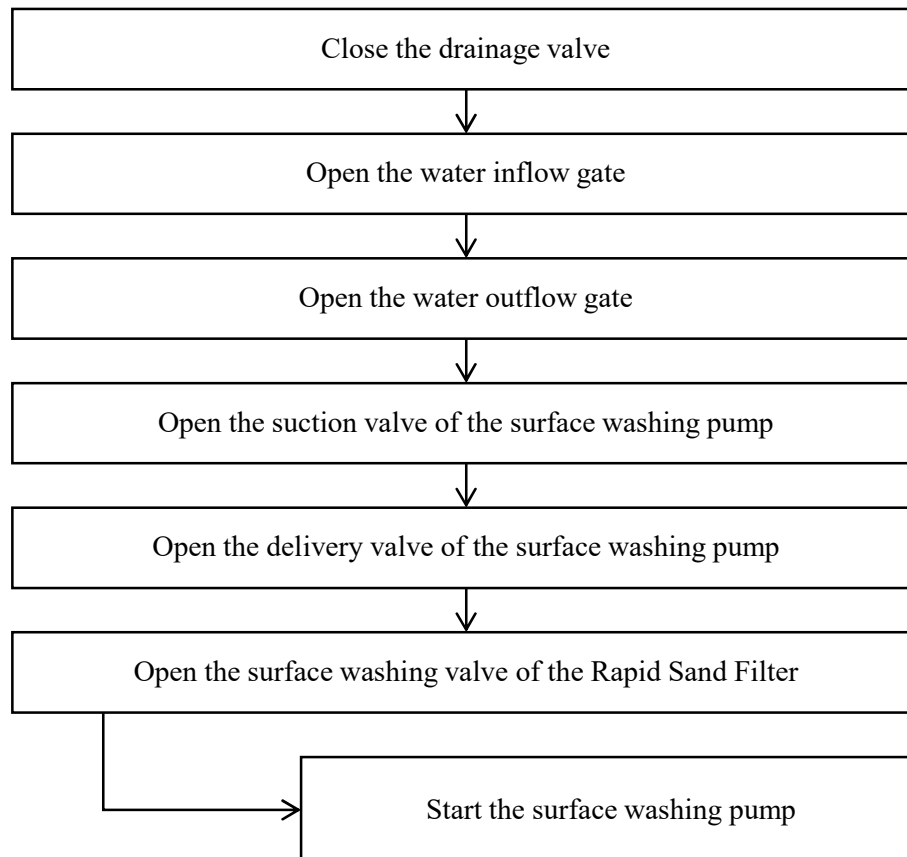 Close the drainage valve
Open the water inflow gate
Open the water outflow gate
Open the suction valve of the surface washing pump
Open the delivery valve of the surface washing pump
Open the surface washing valve of the Rapid Sand Filter
Start the surface washing pump